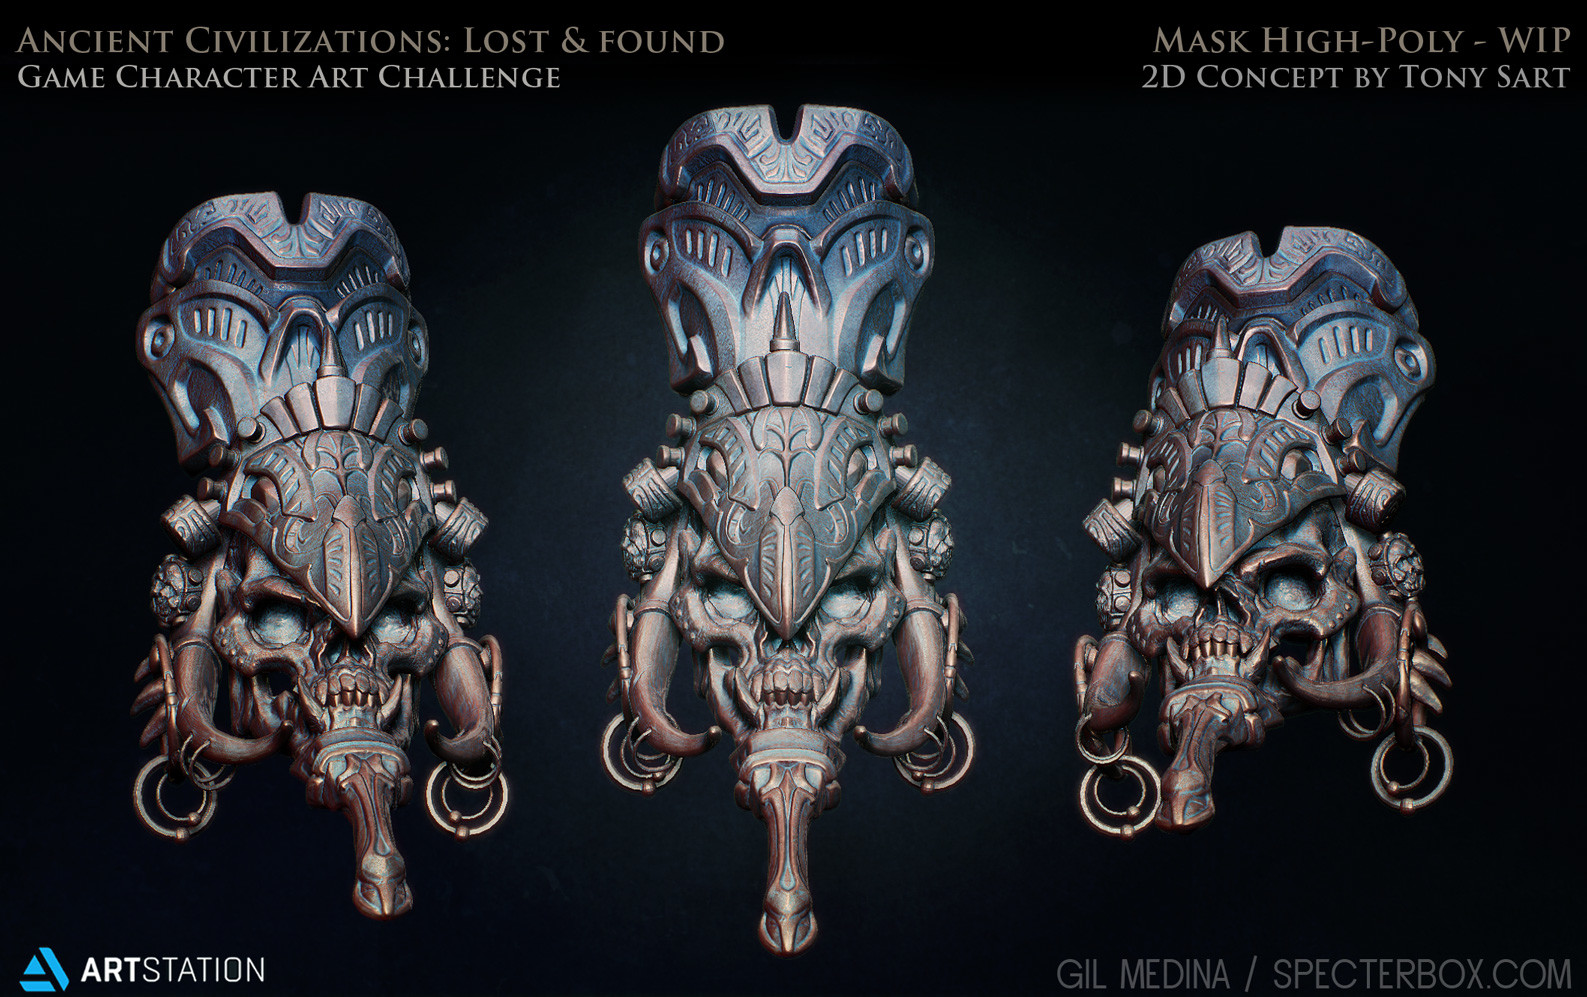 Ancient Civilizations: Lost & found
Game Character Art Challenge
Mask High-Poly - WIP
2D Concept by Tony Sart
ARTSTATION
GIL MEDINA / SPECTERBOX.COM